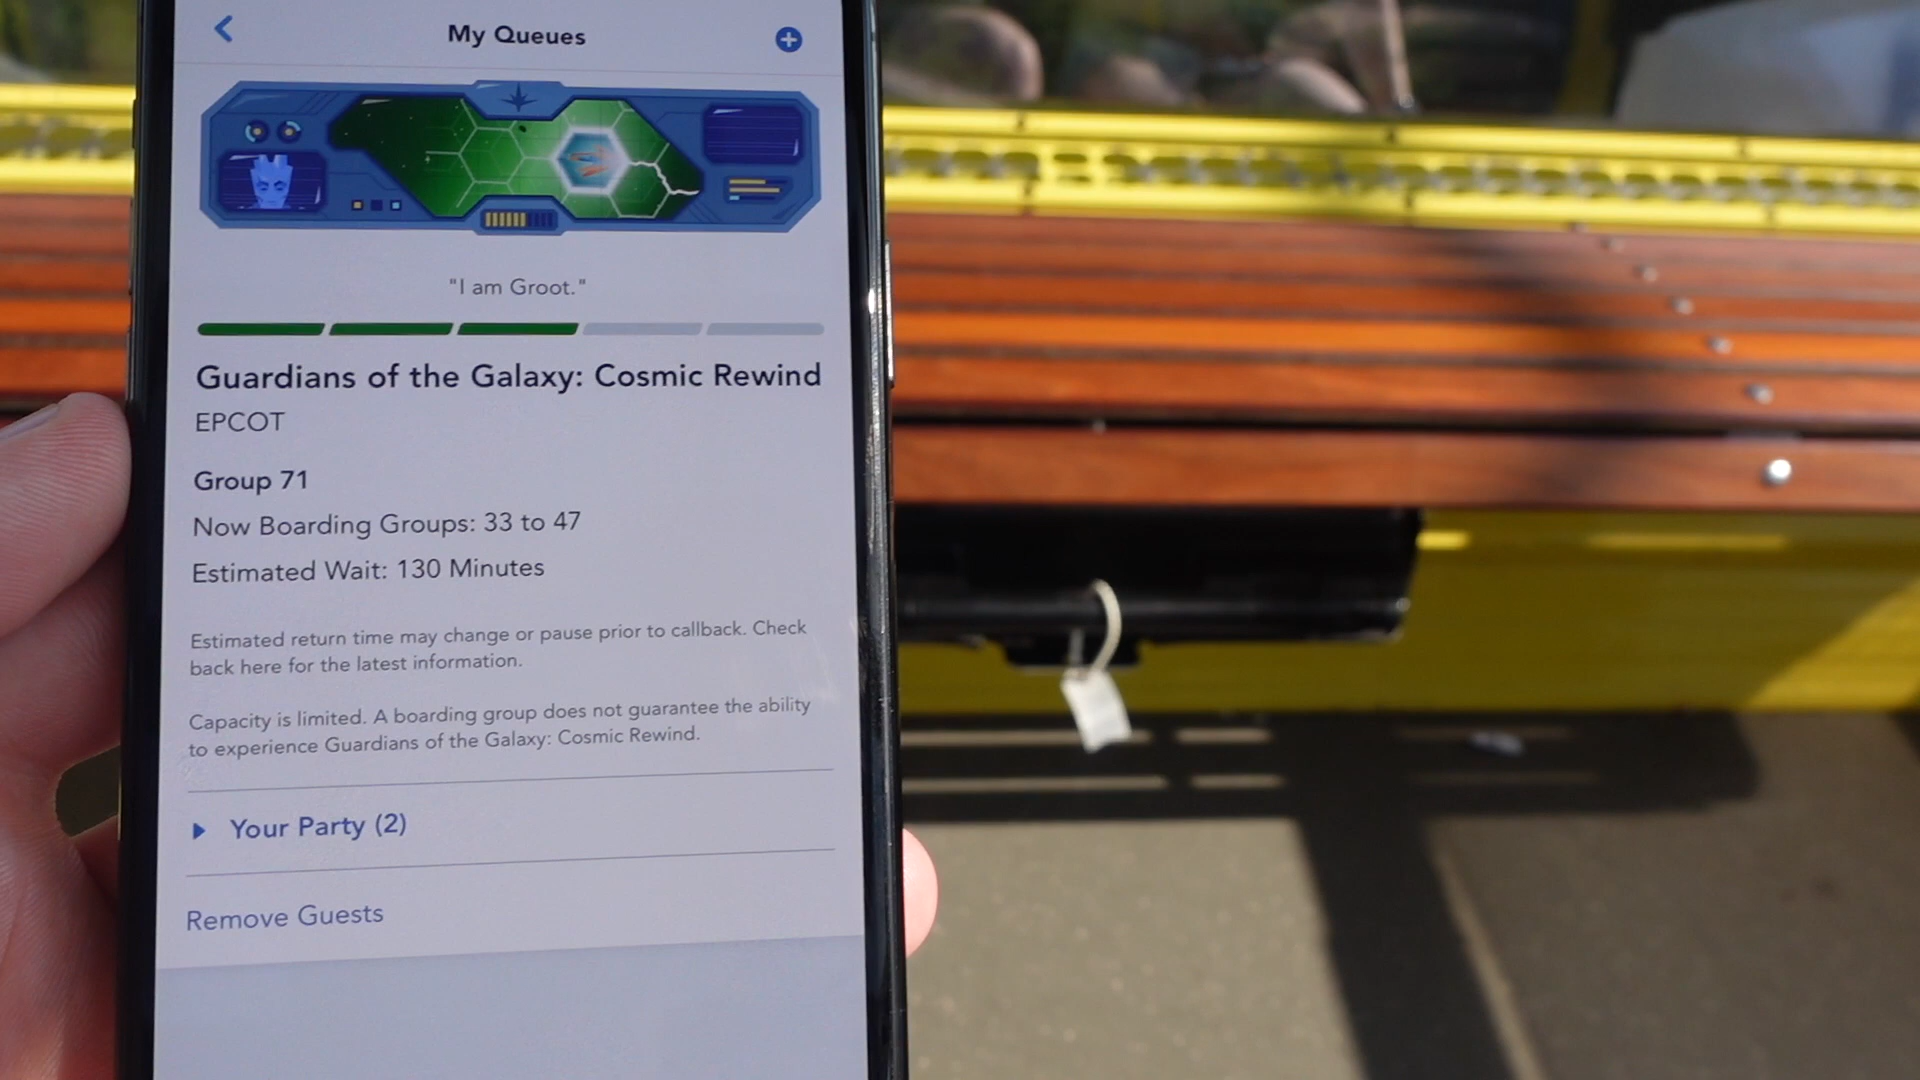 My Queues
"I am Groot."
Guardians of the Galaxy: Cosmic Rewind
EPCOT
Group 71
Now Boarding Groups: 33 to 47
Estimated Wait: 130 Minutes
Estimated return time may change or pause prior to callback. Check
back here for the latest information.
Capacity is limited. A boarding group does not guarantee the ability
to experience Guardians of the Galaxy: Cosmic Rewind.
Your Party (2)
Remove Guests